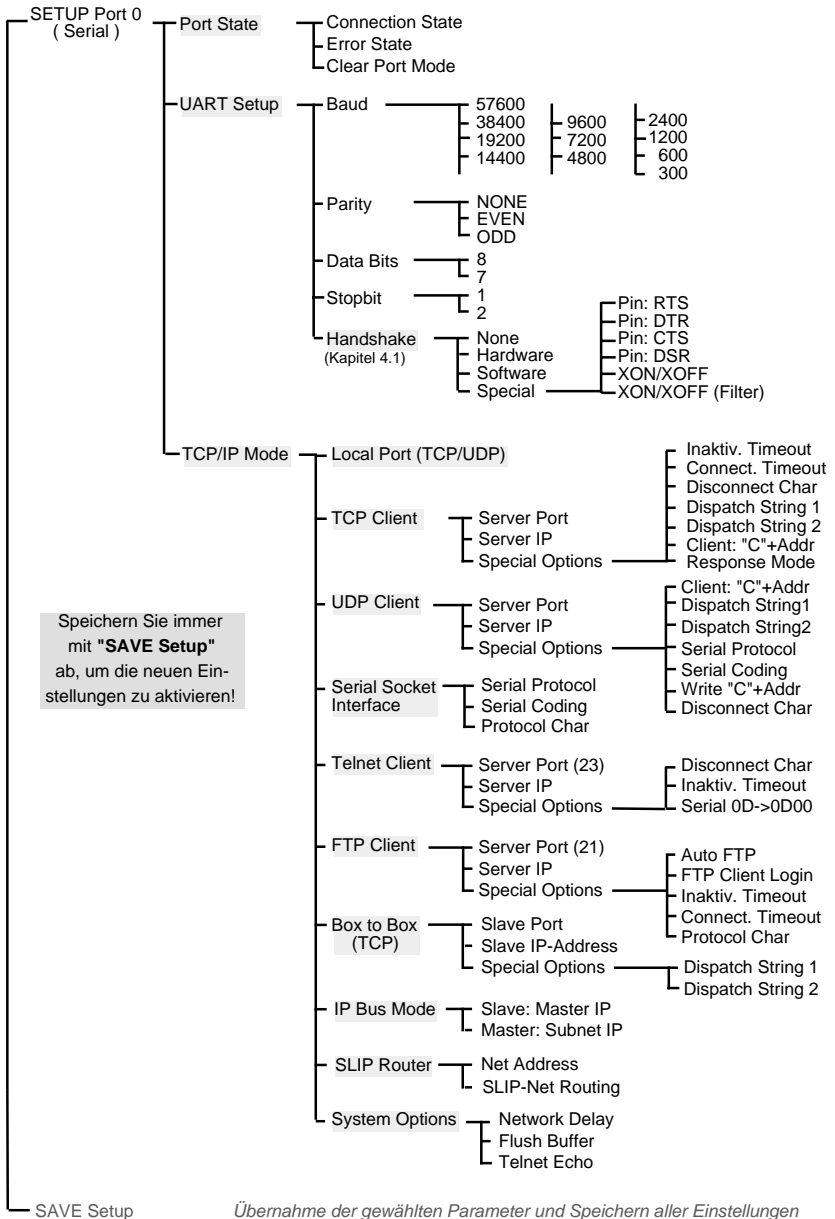 SETUP Port 0
( Serial )
Port State
Connection State
Error State
Clear Port Mode
UART Setup
Baud
57600
38400
19200
14400
9600
7200
4800
2400
1200
600
300
Parity
NONE
EVEN
ODD
Data Bits
8
7
Stopbit
1
2
Handshake
(Kapitel 4.1)
None
Hardware
Software
Special
Pin: RTS
Pin: DTR
Pin: CTS
Pin: DSR
XON/XOFF
XON/XOFF (Filter)
TCP/IP Mode
Local Port (TCP/UDP)
TCP Client
Server Port
Server IP
Special Options
Inaktiv. Timeout
Connect. Timeout
Disconnect Char
Dispatch String 1
Dispatch String 2
Client: "C"+Addr
Response Mode
UDP Client
Server Port
Server IP
Special Options
Client: "C"+Addr
Dispatch String1
Dispatch String2
Serial Protocol
Serial Coding
Write "C"+Addr
Disconnect Char
Speichern Sie immer
mit "SAVE Setup"
ab, um die neuen Ein-
stellungen zu aktivieren!
Serial Socket
Interface
Serial Protocol
Serial Coding
Protocol Char
Telnet Client
Server Port (23)
Server IP
Special Options
Disconnect Char
Inaktiv. Timeout
Serial 0D->0D00
FTP Client
Server Port (21)
Server IP
Special Options
Auto FTP
FTP Client Login
Inaktiv. Timeout
Connect. Timeout
Protocol Char
Box to Box
(TCP)
Slave Port
Slave IP-Address
Special Options
Dispatch String 1
Dispatch String 2
IP Bus Mode
Slave: Master IP
Master: Subnet IP
SLIP Router
Net Address
SLIP-Net Routing
System Options
Network Delay
Flush Buffer
Telnet Echo
SAVE Setup
Übernahme der gewählten Parameter und Speichern aller Einstellungen